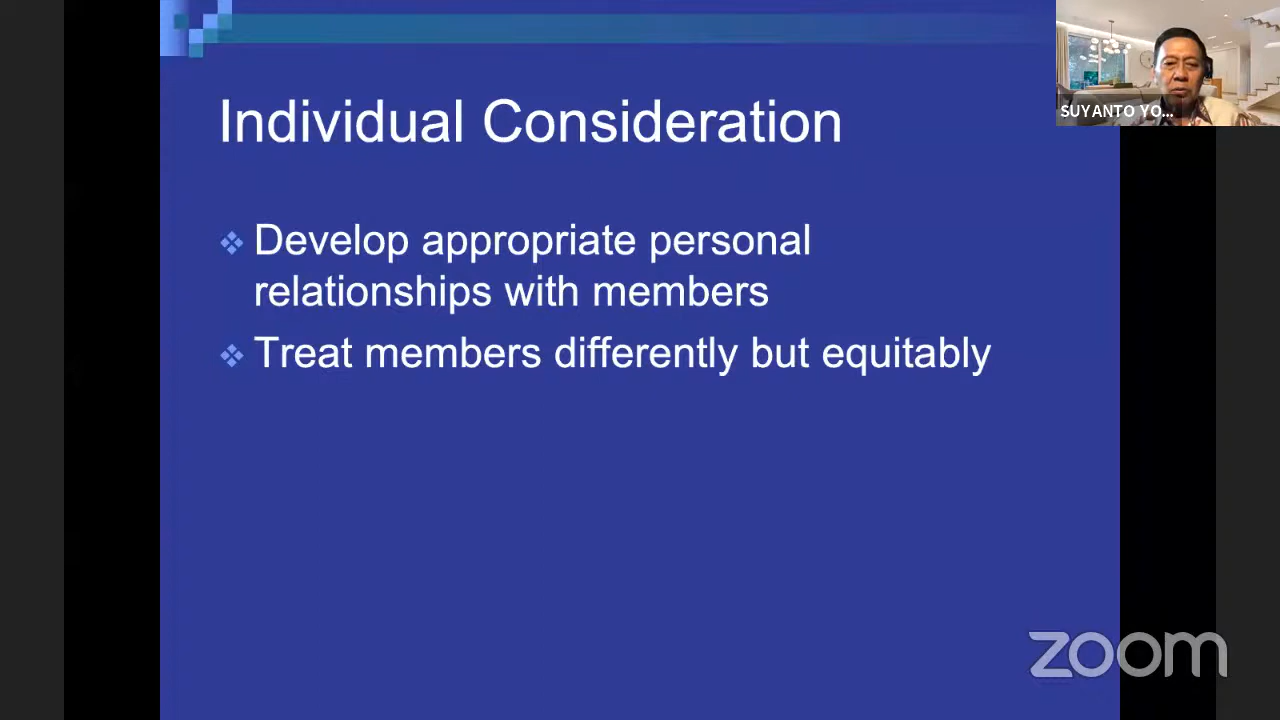 SUYANTO YO...
Individual Consideration
Develop appropriate personal
relationships with members
Treat members differently but equitably
zoom